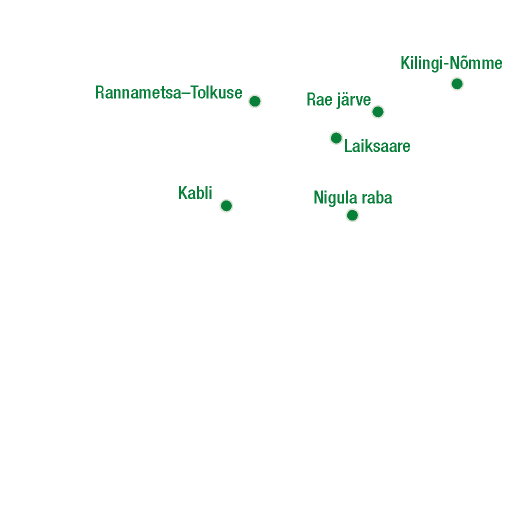 Kilingi-Nõmme
Rannametsa–Tolkuse
Rae järve
Laiksaare
Kabli
Nigula raba